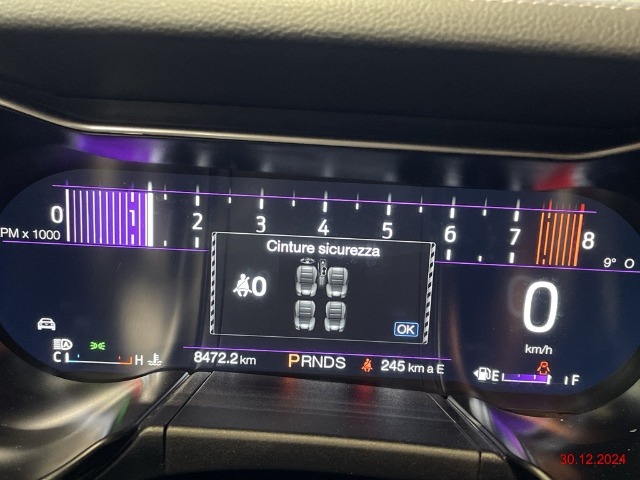 0 1 2 3 4 5 6 7 8
PM x 1000
Cinture sicurezza
9° O
0
OK
0
km/h
C H
8472.2 km PRNDS 245 km a E
E F
30.12.2024